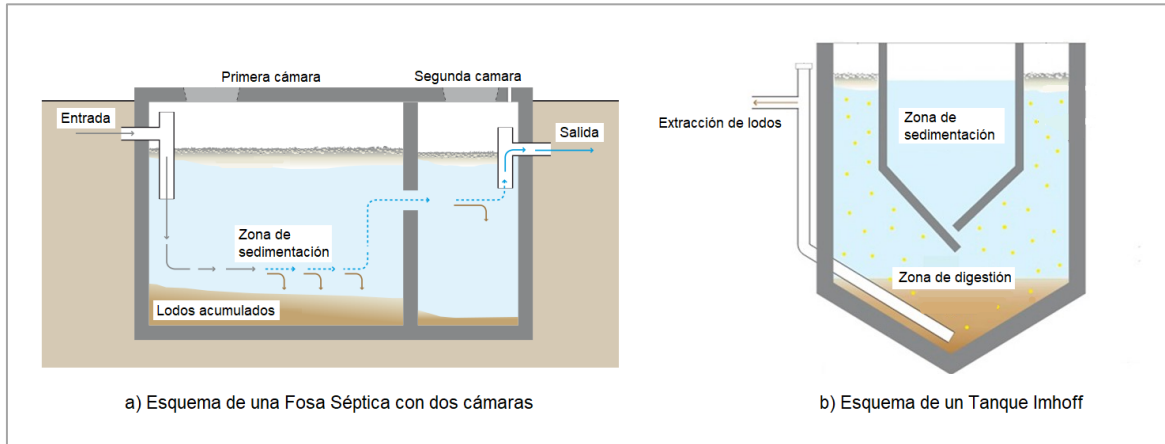 Primera cámara
Segunda camara
Entrada
Salida
Zona de
sedimentación
Lodos acumulados
a) Esquema de una Fosa Séptica con dos cámaras
Extracción de lodos
Zona de
sedimentación
Zona de digestión
b) Esquema de un Tanque Imhoff